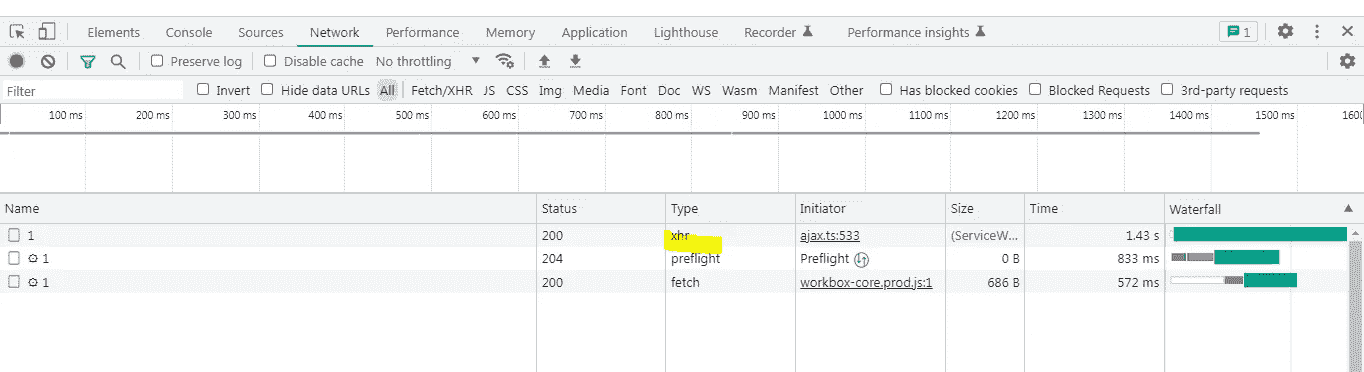 Elements Console Sources Network Performance Memory Application Lighthouse Recorder Performance insights 1
Preserve log Disable cache No throttling
Filter Invert Hide data URLs All Fetch/XHR JS CSS Img Media Font Doc WS Wasm Manifest Other Has blocked cookies Blocked Requests 3rd-party requests
100 ms 200 ms 300 ms 400 ms 500 ms 600 ms 700 ms 800 ms 900 ms 1000 ms 1100 ms 1200 ms 1300 ms 1400 ms 1500 ms 1600
Name Status Type Initiator Size Time Waterfall
1 200 xhr ajax.ts:533 (ServiceW... 1.43 s
1 204 preflight Preflight 0 B 833 ms
1 200 fetch workbox-core.prod.js:1 686 B 572 ms